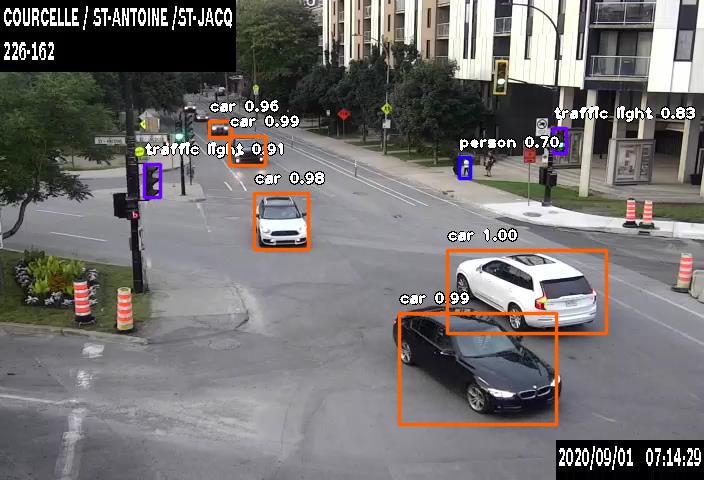 COURCELLE / ST-ANTOINE /ST-JACQ
226-162
car 0.96
car 0.99
traffic light 0.83
traffic light 0.91
person 0.70
car 0.98
car 1.00
car 0.99
2020/09/01 07:14:29